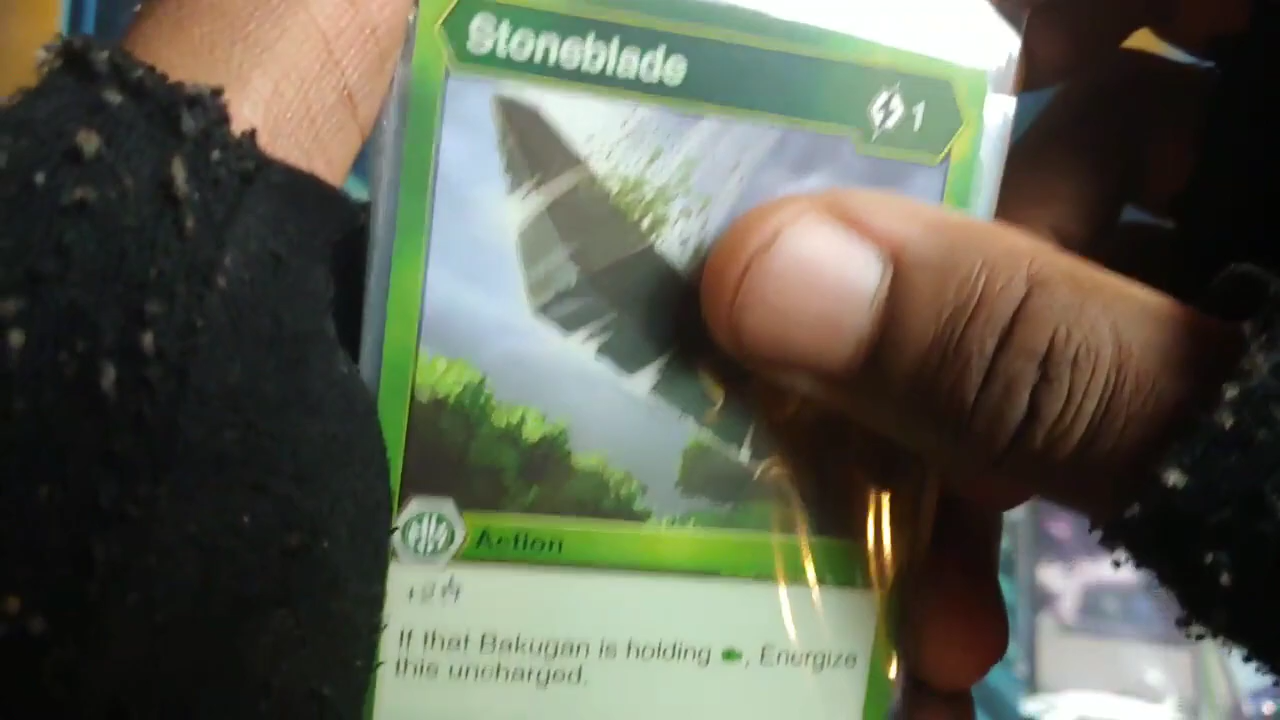 Stoneblade
1
Action
If that Bakugan is holding , Energize
this uncharged.